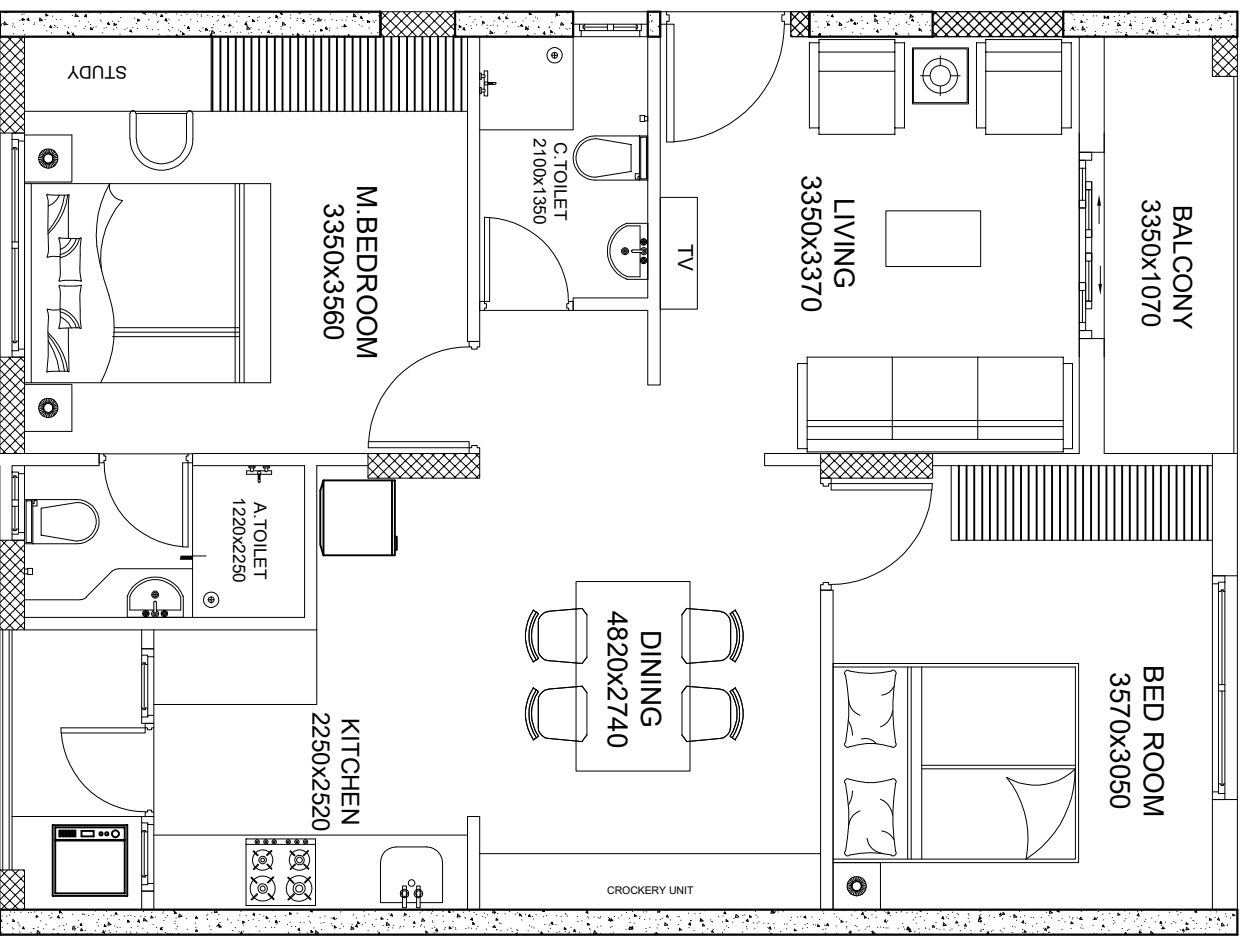 STUDY
M.BEDROOM
3350x3560
C.TOILET
2100x1350
TV
LIVING
3350x3370
BALCONY
3350x1070
A.TOILET
1220x2250
KITCHEN
2250x2520
DINING
4820x2740
BED ROOM
3570x3050
CROCKERY UNIT